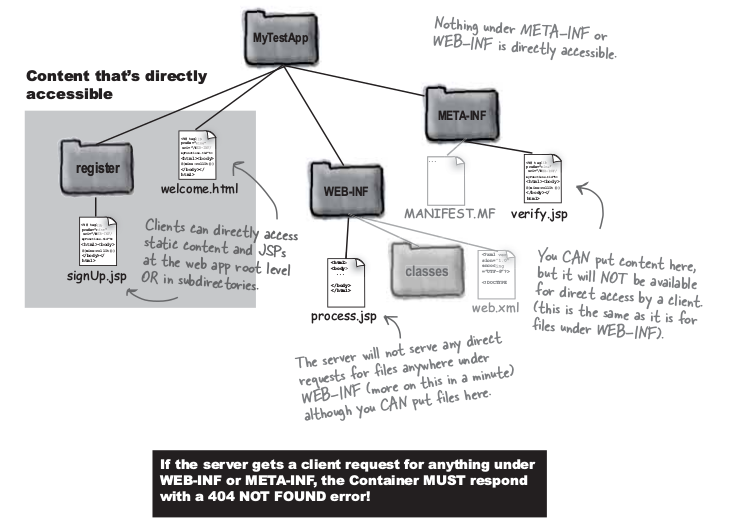 MyTestApp
Nothing under META-INF or
WEB-INF is directly accessible.
Content that's directly
accessible
META-INF
register
welcome.html
WEB-INF
MANIFEST.MF
verify.jsp
Clients can directly access
static content and JSPs
at the web app root level
OR in subdirectories.
signUp.jsp
classes
process.jsp
web.xml
You CAN put content here,
but it will NOT be available
for direct access by a client.
(this is the same as it is for
files under WEB-INF).
The server will not serve any direct
requests for files anywhere under
WEB-INF (more on this in a minute)
although you CAN put files here.
If the server gets a client request for anything under
WEB-INF or META-INF, the Container MUST respond
with a 404 NOT FOUND error!